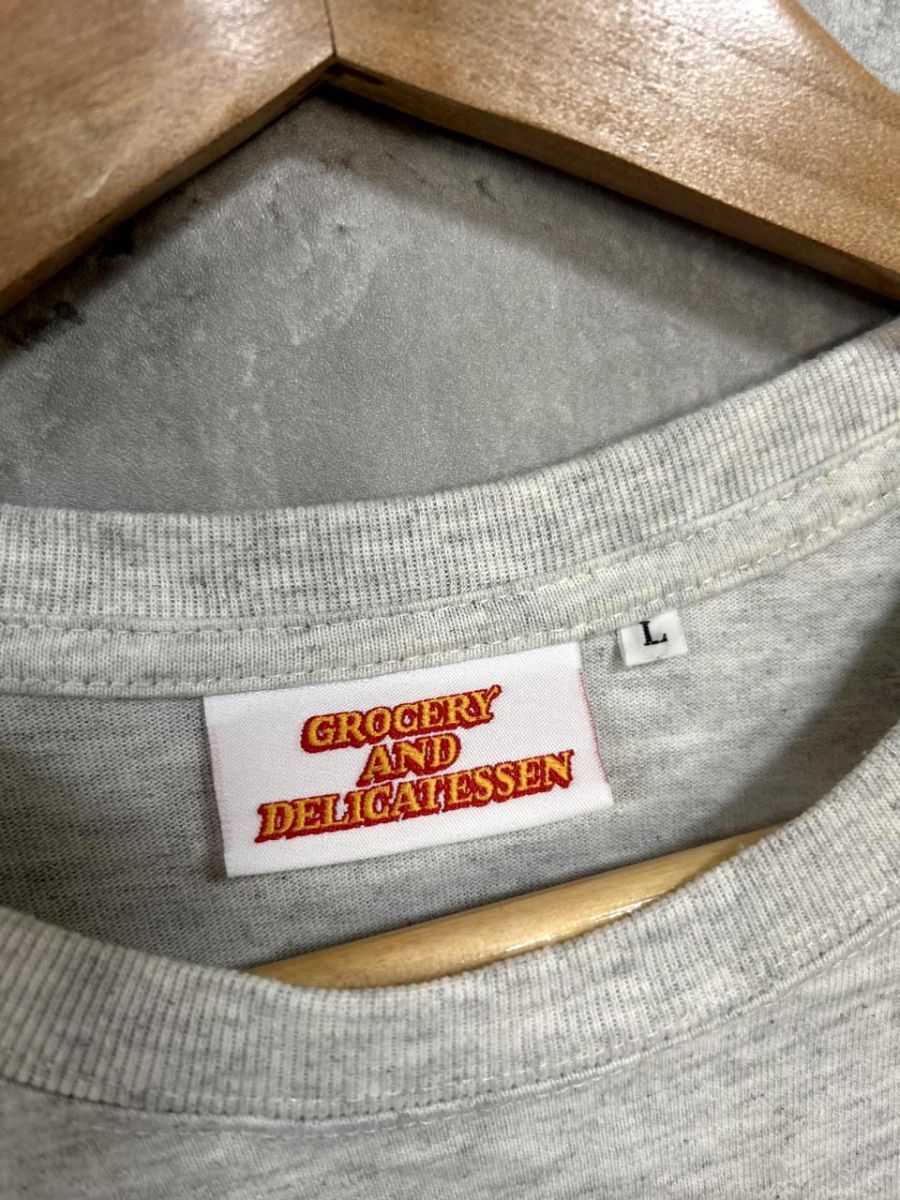 L
GROCERY
AND
DELICATESSEN